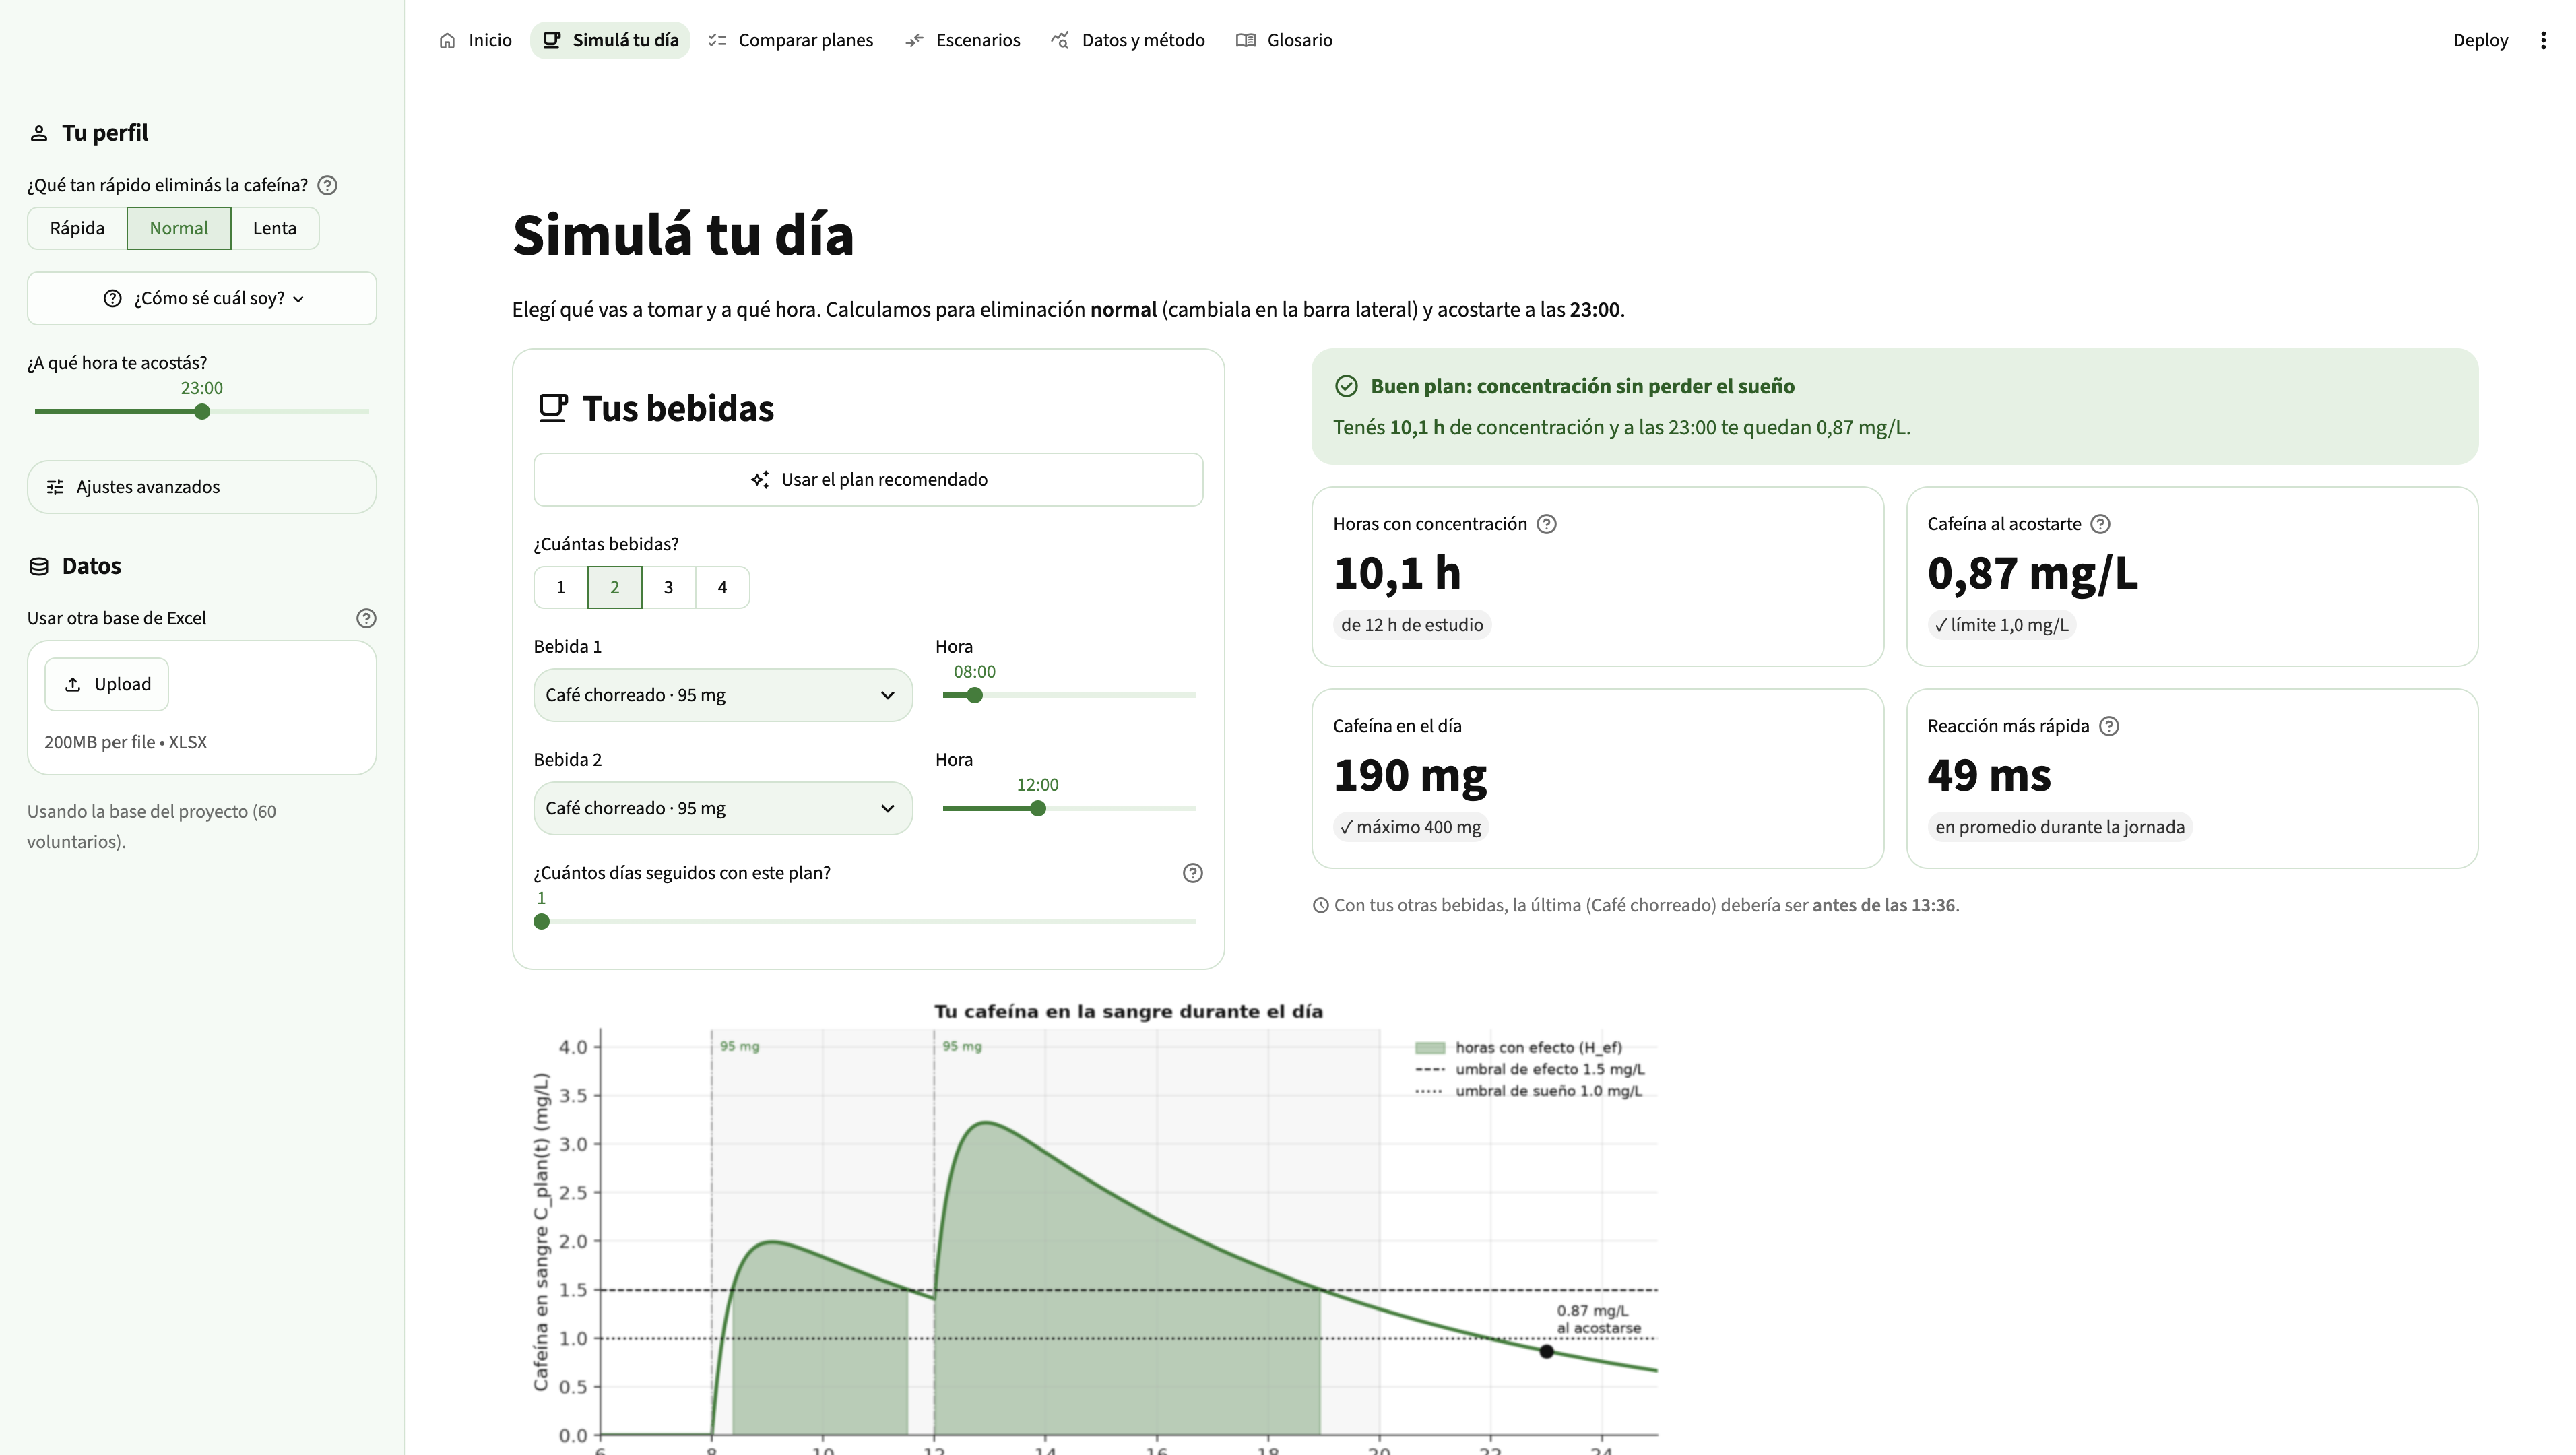 Inicio
Simulá tu día
Comparar planes
Escenarios
Datos y método
Glosario
Deploy
Tu perfil
¿Qué tan rápido eliminás la cafeína?
Rápida
Normal
Lenta
¿Cómo sé cuál soy?
¿A qué hora te acostás?
23:00
Ajustes avanzados
Datos
Usar otra base de Excel
Upload
200MB per file • XLSX
Usando la base del proyecto (60
voluntarios).
Simulá tu día
Elegí qué vas a tomar y a qué hora. Calculamos para eliminación normal (cambiala en la barra lateral) y acostarte a las 23:00.
Tus bebidas
Usar el plan recomendado
¿Cuántas bebidas?
1
2
3
4
Bebida 1
Hora
08:00
Café chorreado · 95 mg
Bebida 2
Hora
12:00
Café chorreado · 95 mg
¿Cuántos días seguidos con este plan?
1
Buen plan: concentración sin perder el sueño
Tenés 10,1 h de concentración y a las 23:00 te quedan 0,87 mg/L.
Horas con concentración
10,1 h
de 12 h de estudio
Cafeína al acostarte
0,87 mg/L
✓ límite 1,0 mg/L
Cafeína en el día
190 mg
✓ máximo 400 mg
Reacción más rápida
49 ms
en promedio durante la jornada
Con tus otras bebidas, la última (Café chorreado) debería ser antes de las 13:36.
Tu cafeína en la sangre durante el día
Cafeína en sangre C_plan(t) (mg/L)
4.0
3.5
3.0
2.5
2.0
1.5
1.0
0.5
0.0
95 mg
95 mg
horas con efecto (H_ef)
umbral de efecto 1.5 mg/L
umbral de sueño 1.0 mg/L
0.87 mg/L
al acostarse
6
8
10
12
14
16
18
20
22
24